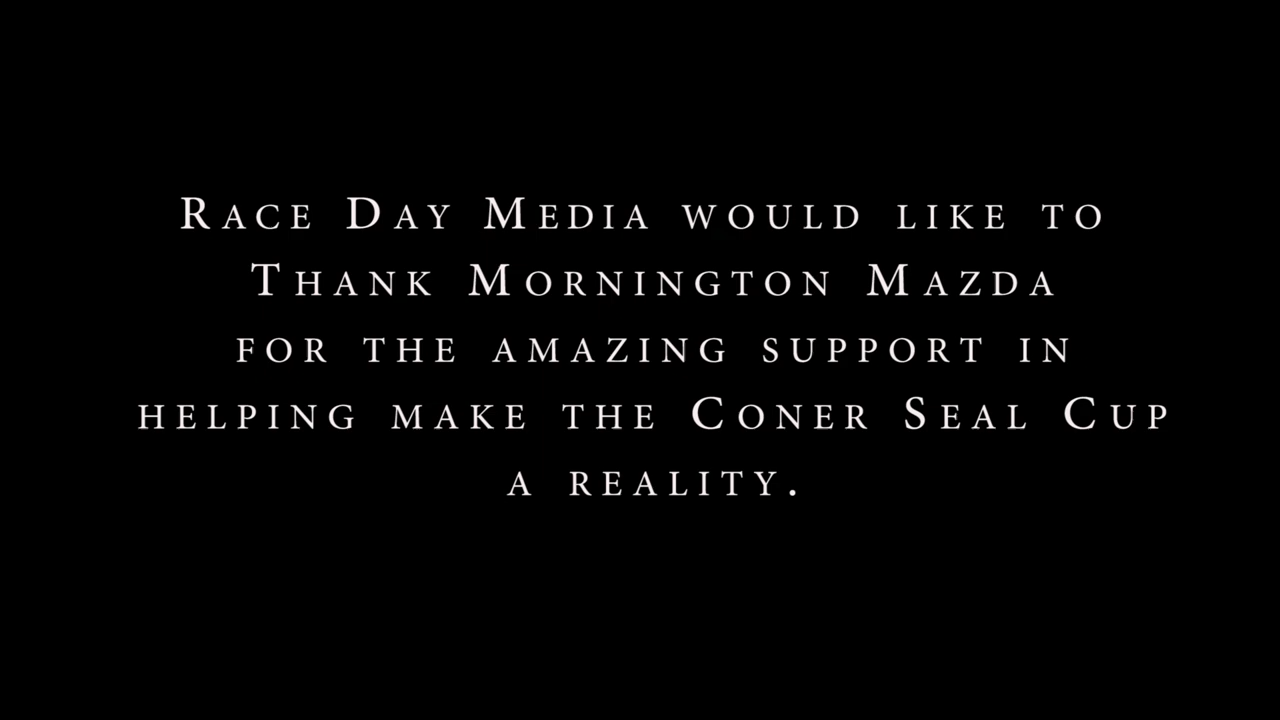 Race Day Media would like to
Thank Mornington Mazda
for the amazing support in
helping make the Coner Seal Cup
a reality.